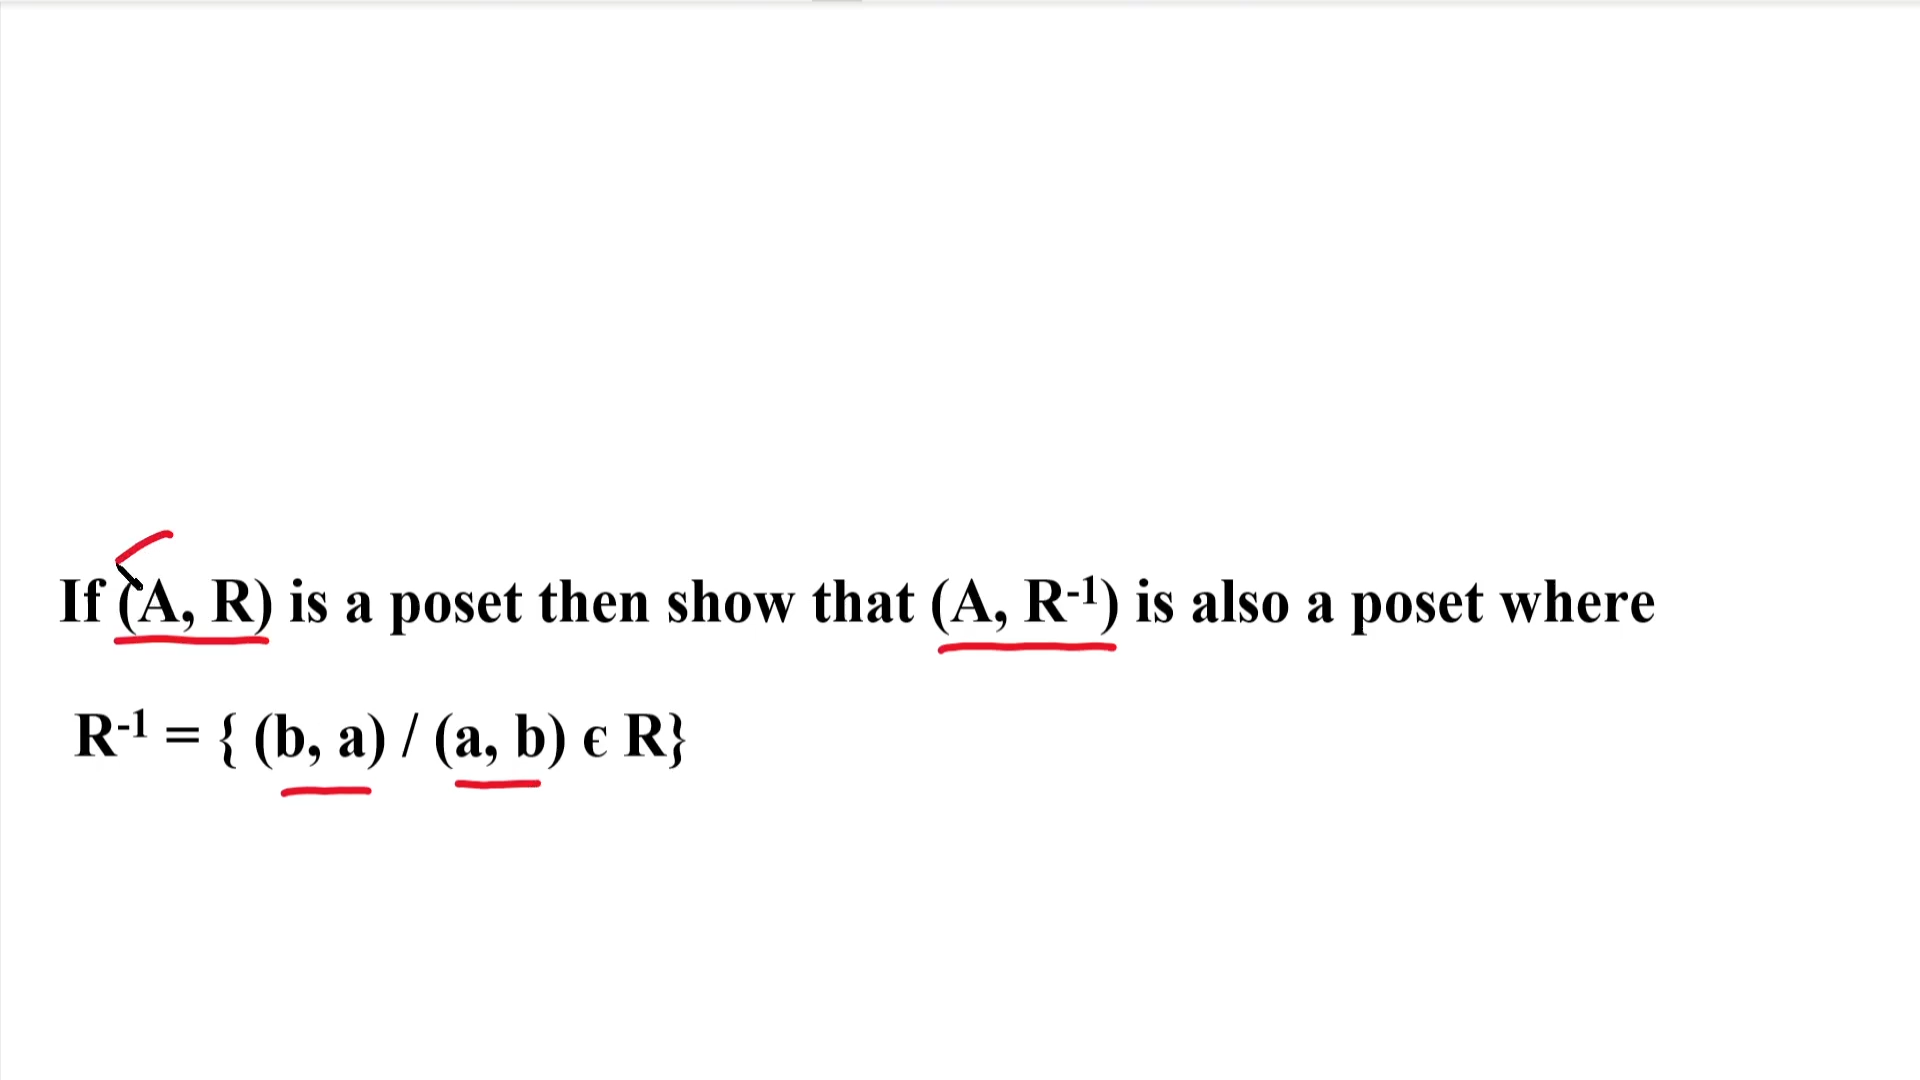 If (A, R) is a poset then show that (A, R⁻¹) is also a poset where
R⁻¹ = { (b, a) / (a, b) є R}